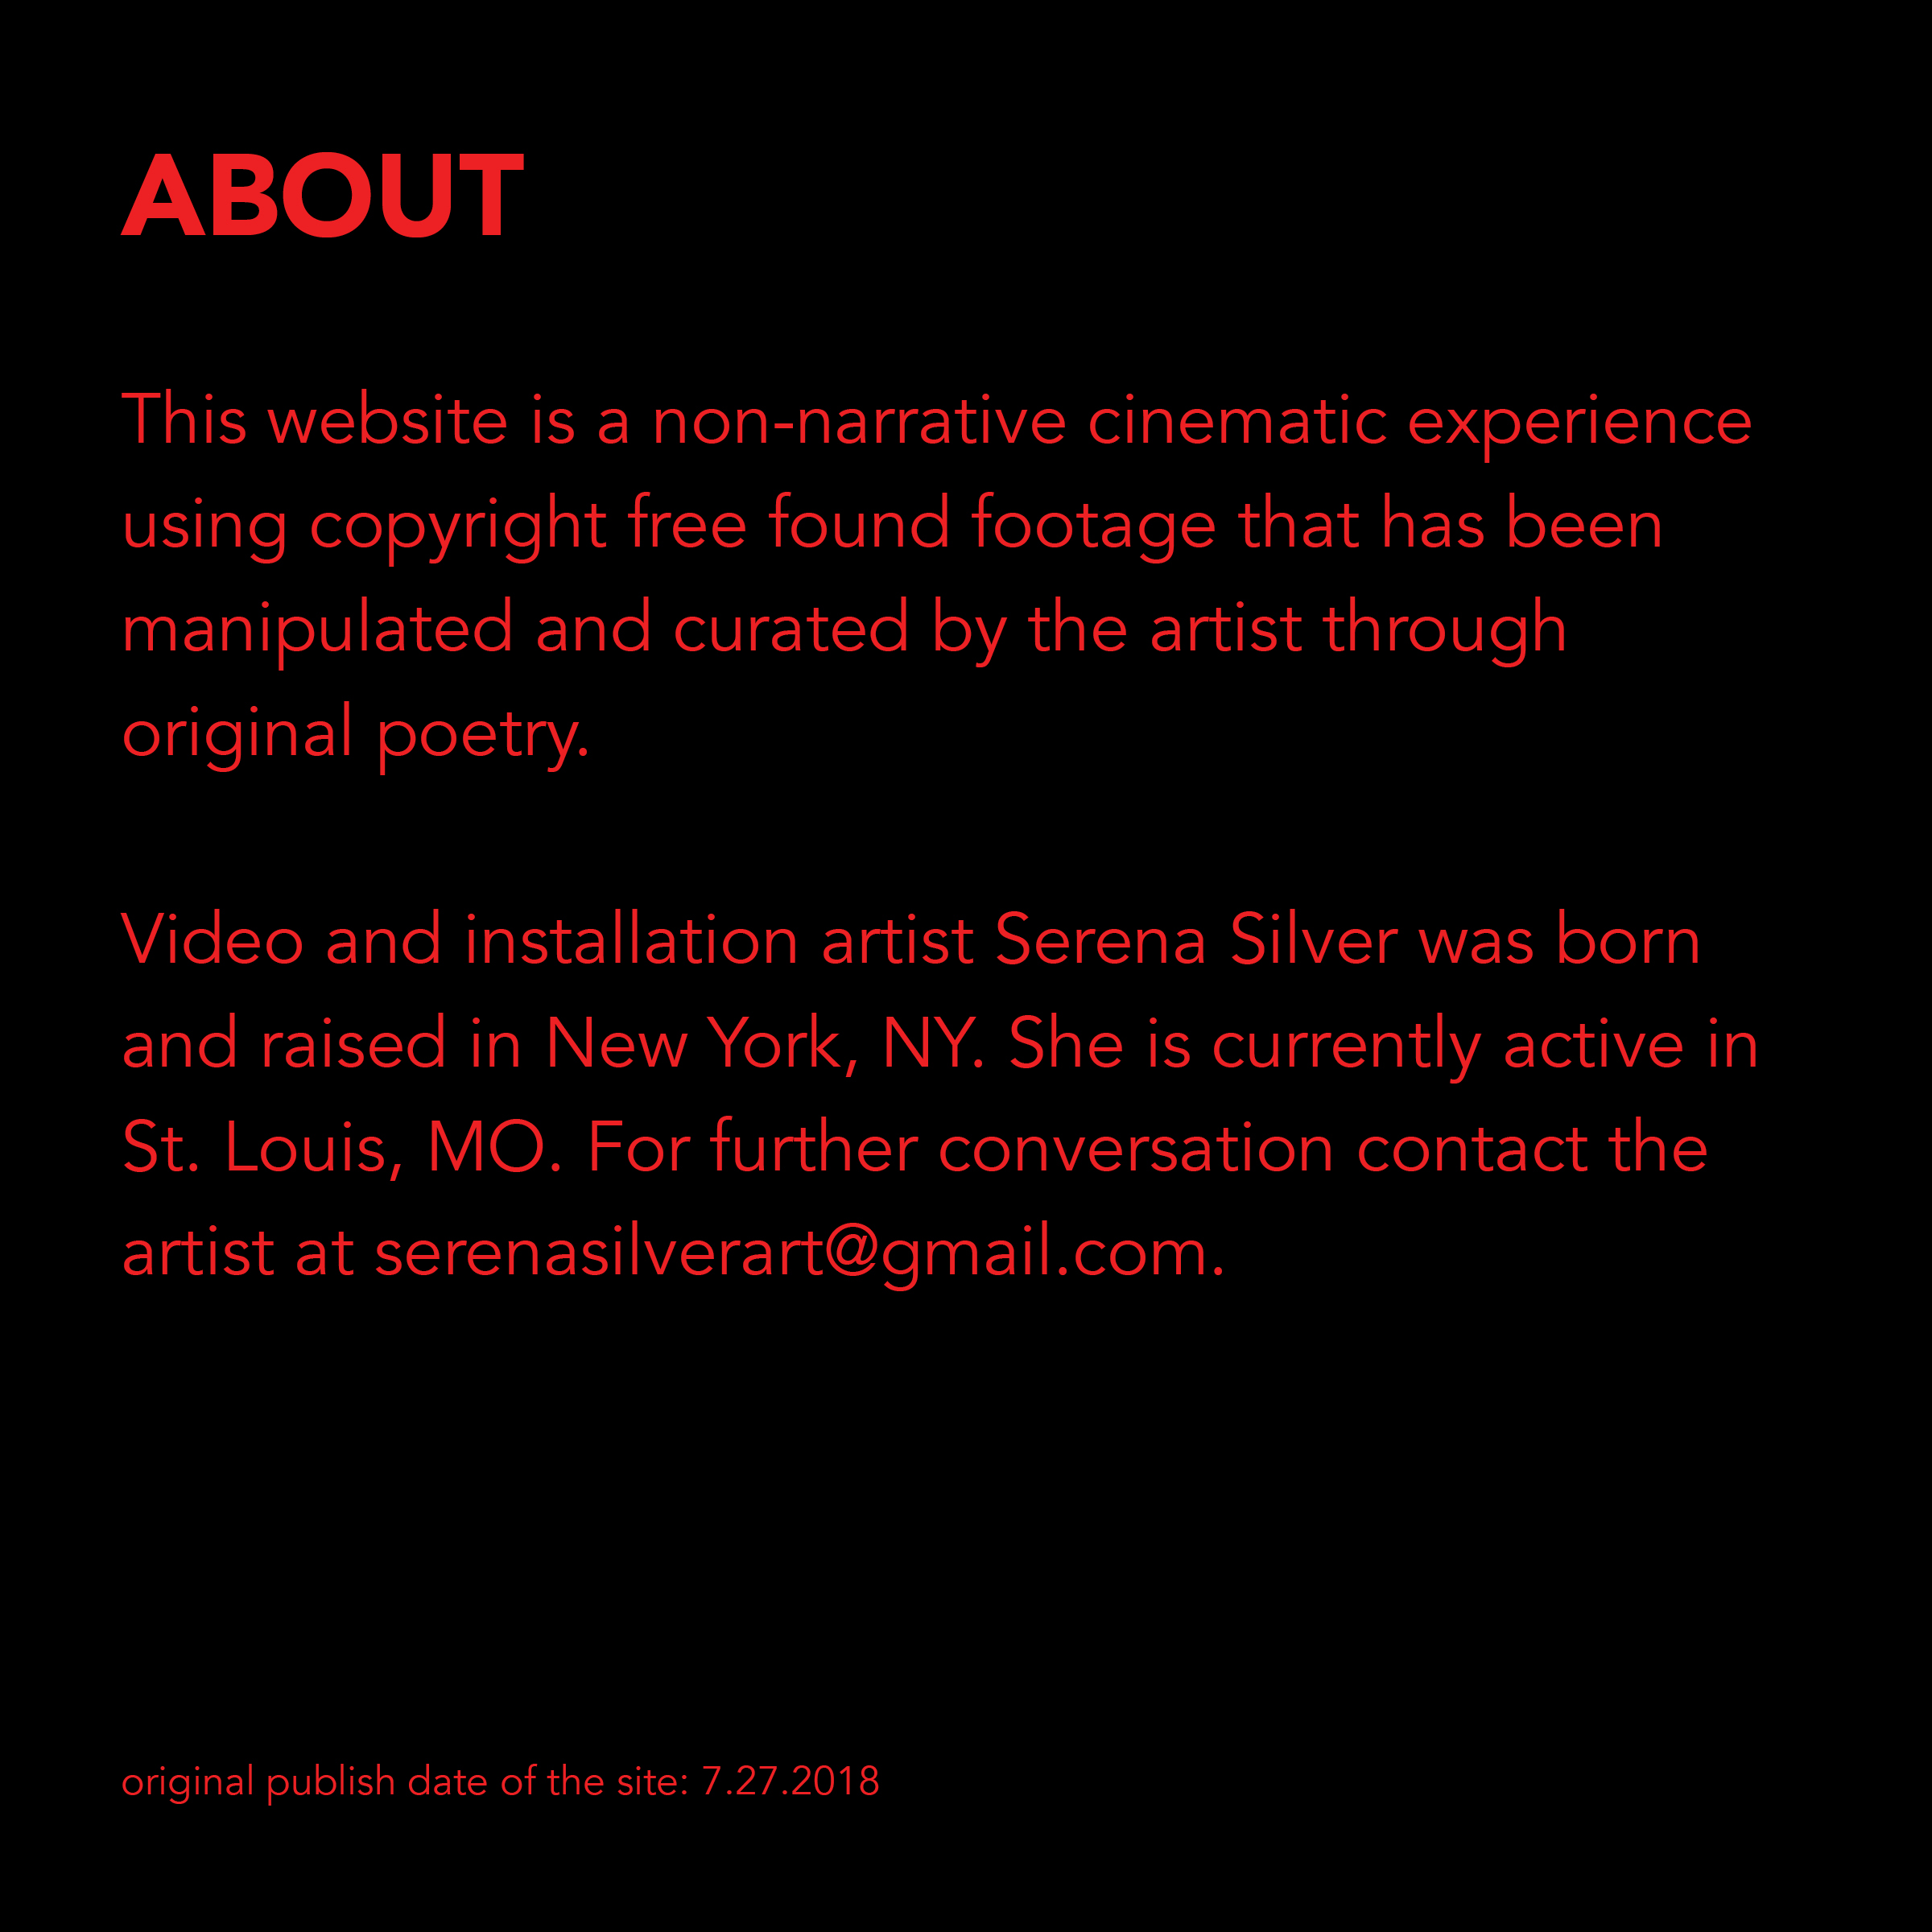 ABOUT
This website is a non-narrative cinematic experience
using copyright free found footage that has been
manipulated and curated by the artist through
original poetry.
Video and installation artist Serena Silver was born
and raised in New York, NY. She is currently active in
St. Louis, MO. For further conversation contact the
artist at serenasilverart@gmail.com.
original publish date of the site: 7.27.2018